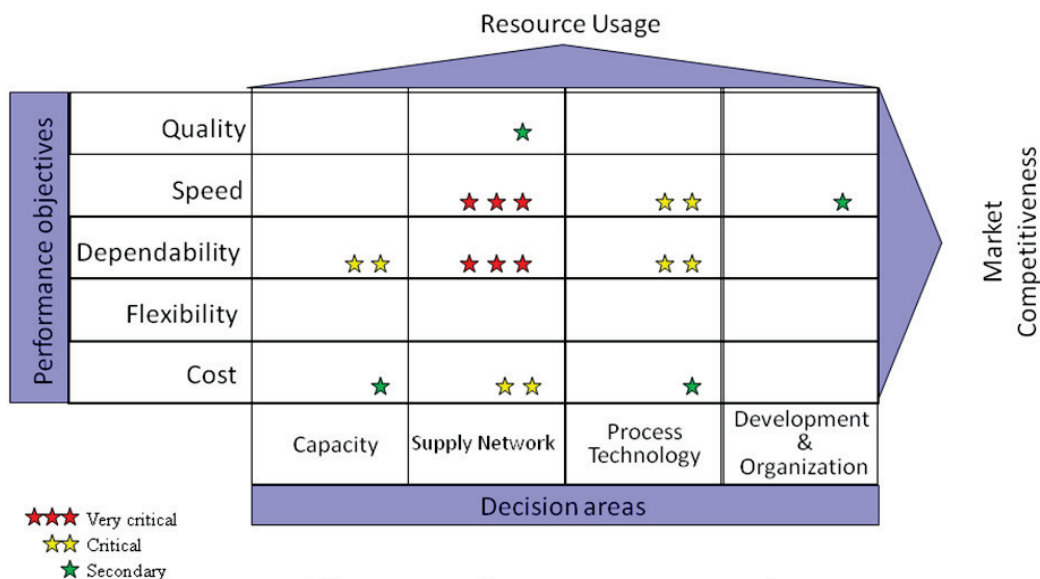 Resource Usage
Performance objectives
Quality
Speed
Dependability
Flexibility
Cost
Market
Competitiveness
Capacity
Supply Network
Process
Technology
Development
&
Organization
Decision areas
Very critical
Critical
Secondary